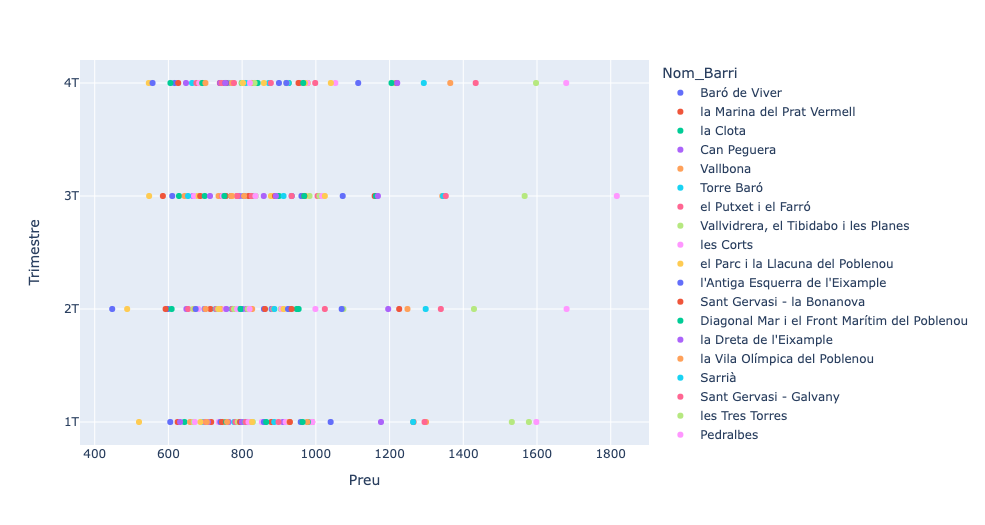 Nom_Barri
Baró de Viver
la Marina del Prat Vermell
la Clota
Can Peguera
Vallbona
Torre Baró
el Putxet i el Farró
Vallvidrera, el Tibidabo i les Planes
les Corts
el Parc i la Llacuna del Poblenou
l'Antiga Esquerra de l'Eixample
Sant Gervasi - la Bonanova
Diagonal Mar i el Front Marítim del Poblenou
la Dreta de l'Eixample
la Vila Olímpica del Poblenou
Sarrià
Sant Gervasi - Galvany
les Tres Torres
Pedralbes
4T
3T
2T
1T
Trimestre
400 600 800 1000 1200 1400 1600 1800
Preu